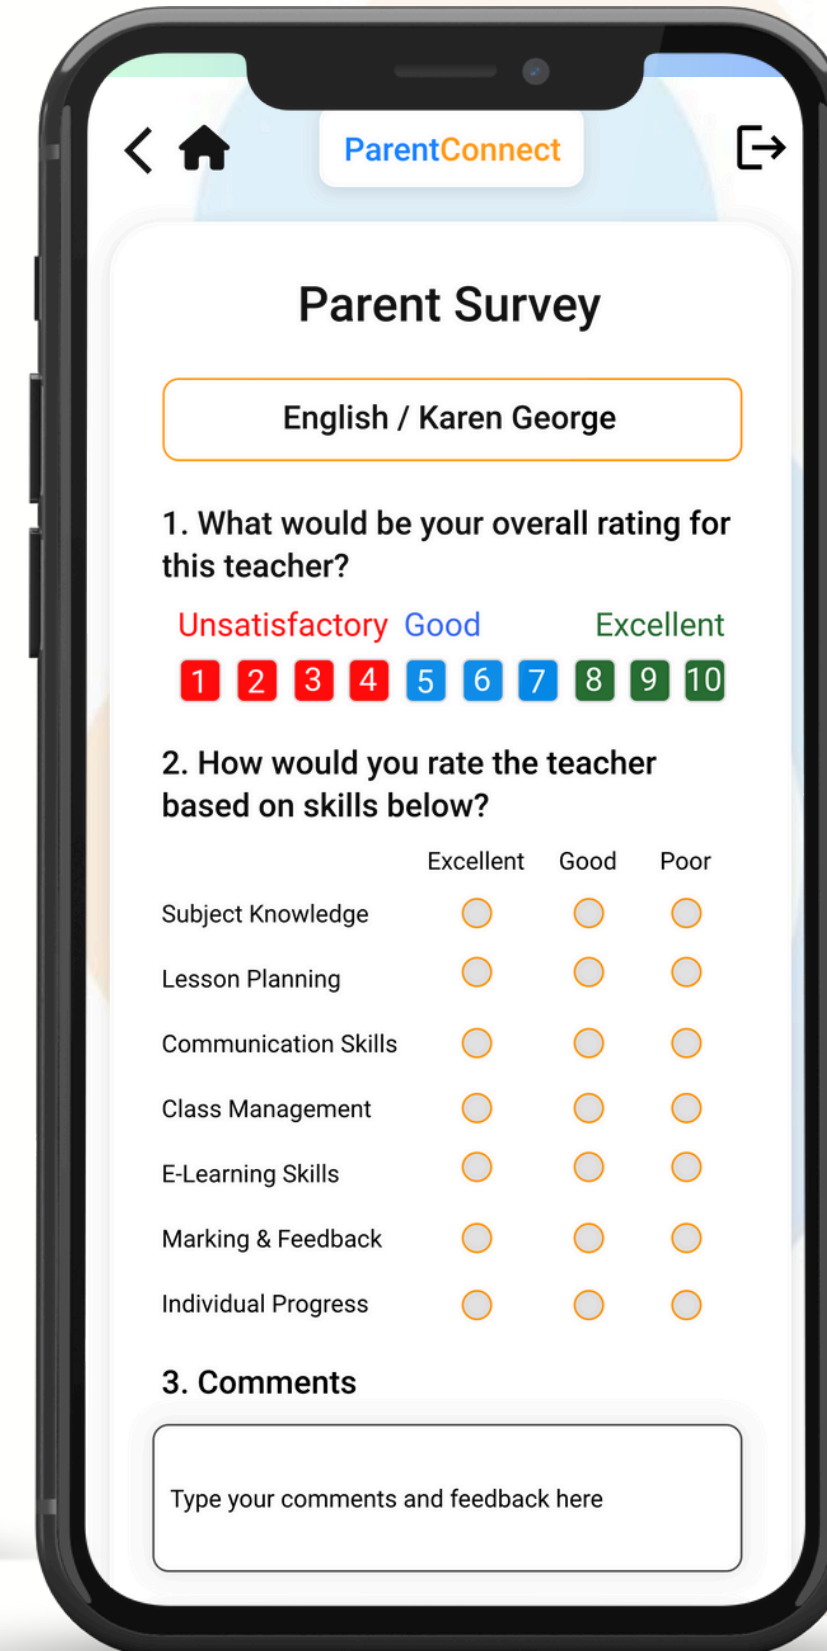 ParentConnect
Parent Survey
English / Karen George
1. What would be your overall rating for
this teacher?
Unsatisfactory Good Excellent
1 2 3 4 5 6 7 8 9 10
2. How would you rate the teacher
based on skills below?
Excellent Good Poor
Subject Knowledge
Lesson Planning
Communication Skills
Class Management
E-Learning Skills
Marking & Feedback
Individual Progress
3. Comments
Type your comments and feedback here